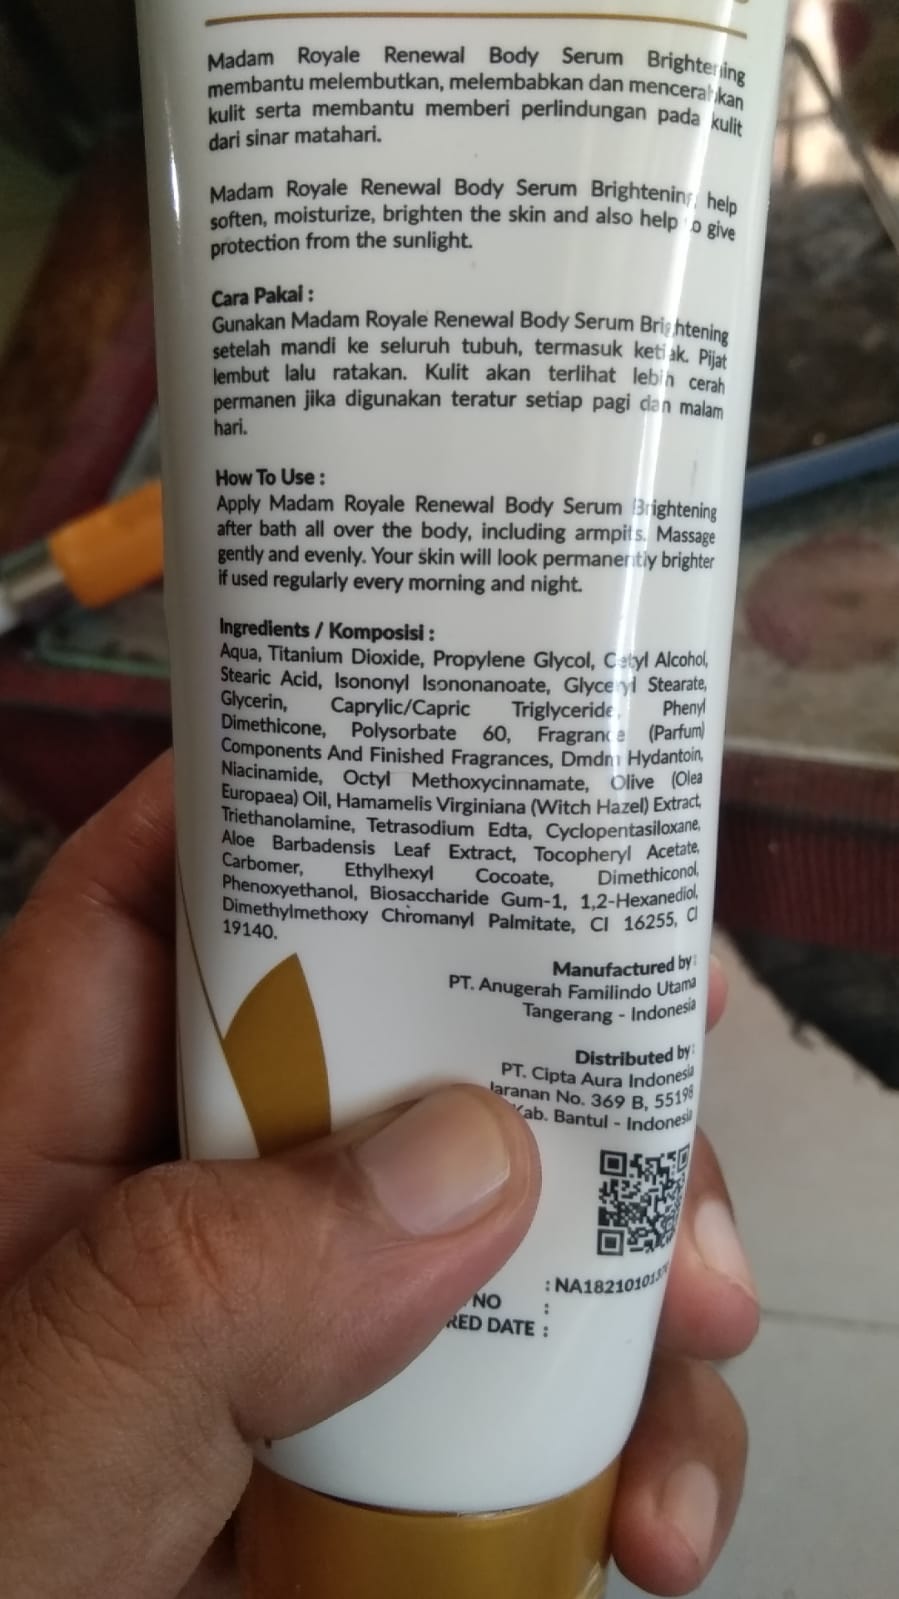 Madam Royale Renewal Body Serum Brightening
membantu melembutkan, melembabkan dan mencerahkan
kulit serta membantu memberi perlindungan pada kulit
dari sinar matahari.
Madam Royale Renewal Body Serum Brightening help
soften, moisturize, brighten the skin and also help to give
protection from the sunlight.
Cara Pakai :
Gunakan Madam Royale Renewal Body Serum Brightening
setelah mandi ke seluruh tubuh, termasuk ketiak. Pijat
lembut lalu ratakan. Kulit akan terlihat lebih cerah
permanen jika digunakan teratur setiap pagi dan malam
hari.
How To Use :
Apply Madam Royale Renewal Body Serum Brightening
after bath all over the body, including armpits. Massage
gently and evenly. Your skin will look permanently brighter
if used regularly every morning and night.
Ingredients / Komposisi :
Aqua, Titanium Dioxide, Propylene Glycol, Cetyl Alcohol,
Stearic Acid, Isononyl Isononanoate, Glyceryl Stearate,
Glycerin, Caprylic/Capric Triglyceride, Phenyl
Dimethicone, Polysorbate 60, Fragrance (Parfum)
Components And Finished Fragrances, Dmdm Hydantoin,
Niacinamide, Octyl Methoxycinnamate, Olive (Olea
Europaea) Oil, Hamamelis Virginiana (Witch Hazel) Extract,
Triethanolamine, Tetrasodium Edta, Cyclopentasiloxane,
Aloe Barbadensis Leaf Extract, Tocopheryl Acetate,
Carbomer, Ethylhexyl Cocoate, Dimethiconol,
Phenoxyethanol, Biosaccharide Gum-1, 1,2-Hexanediol,
Dimethylmethoxy Chromanyl Palmitate, CI 16255, CI
19140.
Manufactured by:
PT. Anugerah Familindo Utama
Tangerang - Indonesia
Distributed by:
PT. Cipta Aura Indonesia
No. 369 B, 55198
Kab. Bantul - Indonesia
:
NO :
DATE :